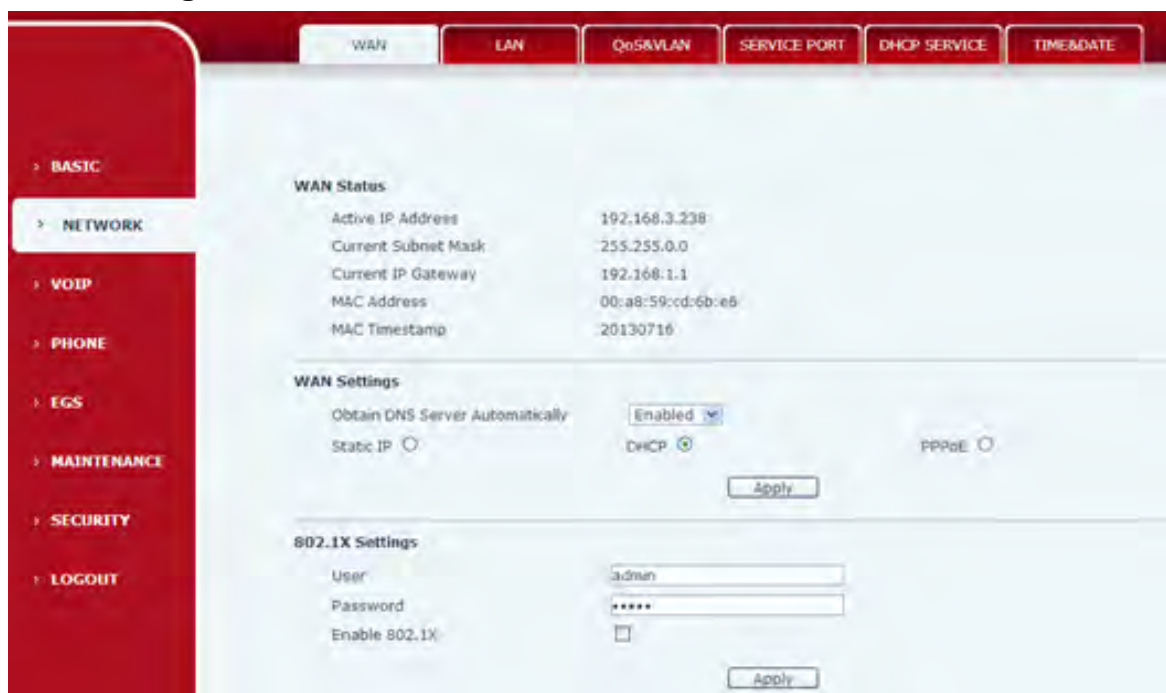 WAN LAN QoS&VLAN SERVICE PORT DHCP SERVICE TIME&DATE
› BASIC
› NETWORK
› VOIP
› PHONE
› EGS
› MAINTENANCE
› SECURITY
› LOGOUT
WAN Status
Active IP Address 192.168.3.238
Current Subnet Mask 255.255.0.0
Current IP Gateway 192.168.1.1
MAC Address 00:a8:59:cd:6b:e6
MAC Timestamp 20130716
WAN Settings
Obtain DNS Server Automatically Enabled
Static IP DHCP PPPoE
Apply
802.1X Settings
User admin
Password •••••
Enable 802.1X
Apply